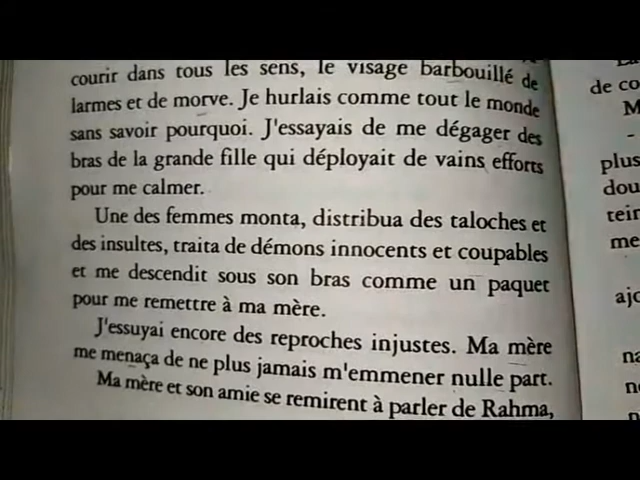 courir dans tous les sens, le visage barbouillé de
larmes et de morve. Je hurlais comme tout le monde
sans savoir pourquoi. J'essayais de me dégager des
bras de la grande fille qui déployait de vains efforts
pour me calmer.
Une des femmes monta, distribua des taloches et
des insultes, traita de démons innocents et coupables
et me descendit sous son bras comme un paquet
pour me remettre à ma mère.
J'essuyai encore des reproches injustes. Ma mère
me menaça de ne plus jamais m'emmener nulle part.
Ma mère et son amie se remirent à parler de Rahma,
de co
M
-
plus
dou
tein
me
ajo
na